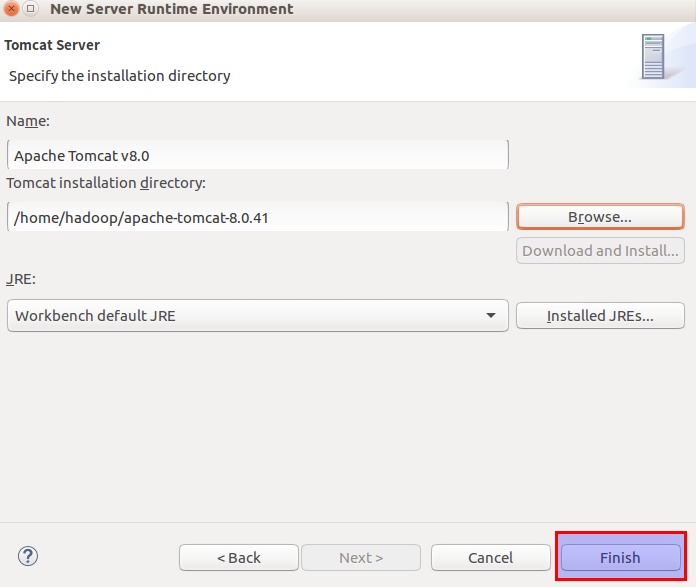 New Server Runtime Environment
Tomcat Server
Specify the installation directory
Name:
Apache Tomcat v8.0
Tomcat installation directory:
/home/hadoop/apache-tomcat-8.0.41
Browse...
Download and Install...
JRE:
Workbench default JRE
Installed JREs...
?
< Back
Next >
Cancel
Finish